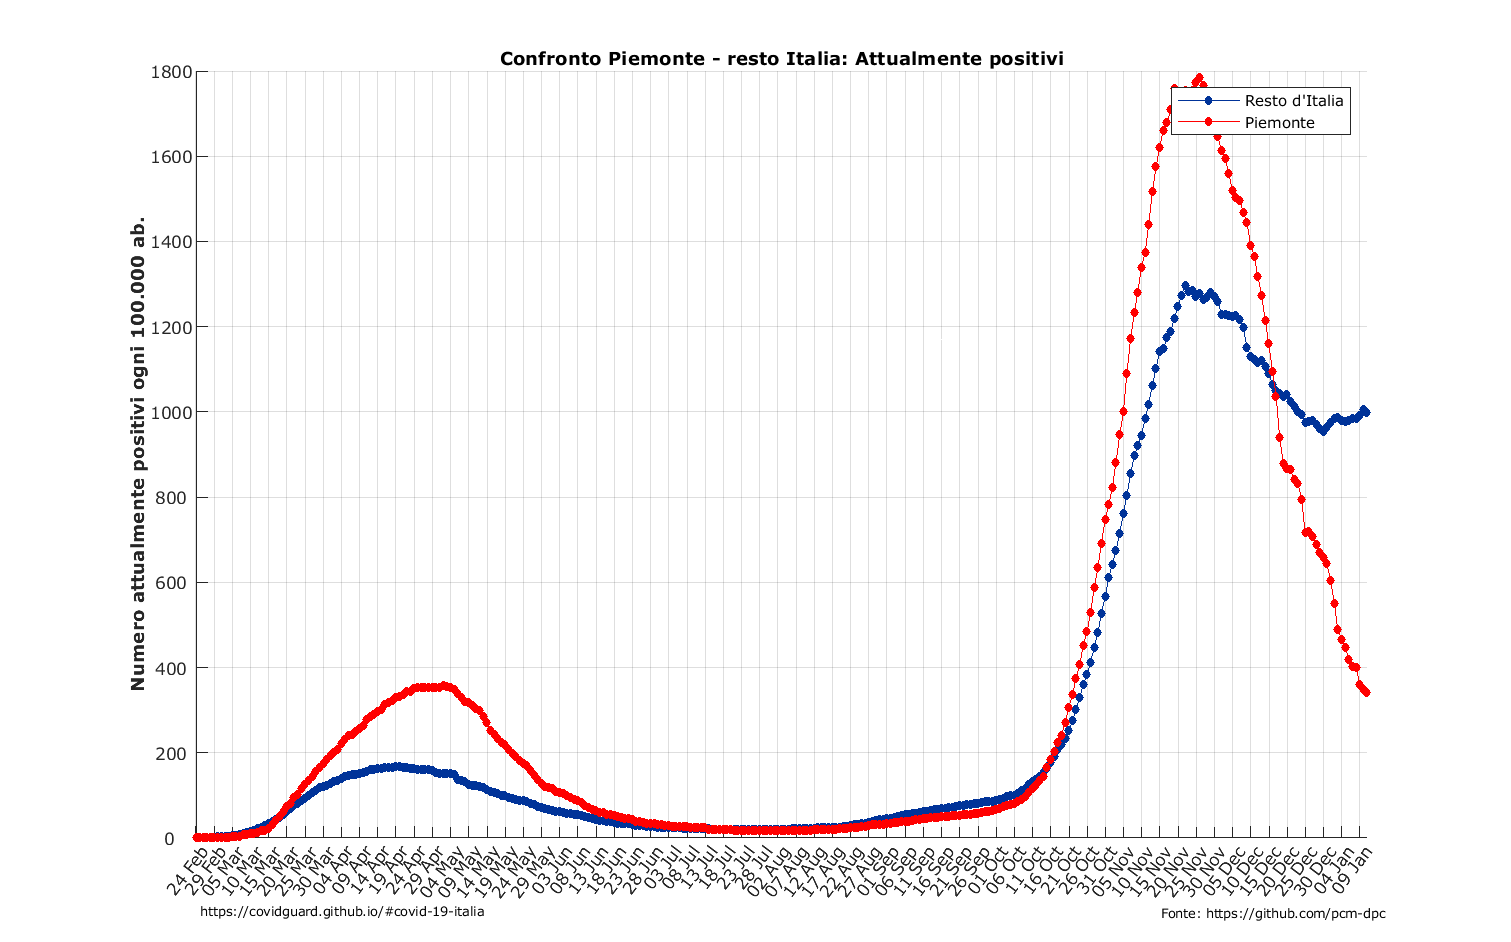 Confronto Piemonte - resto Italia: Attualmente positivi
Numero attualmente positivi ogni 100.000 ab.
1800
1600
1400
1200
1000
800
600
400
200
0
Resto d'Italia
Piemonte
24 Feb
29 Feb
05 Mar
10 Mar
15 Mar
20 Mar
25 Mar
30 Mar
04 Apr
09 Apr
14 Apr
19 Apr
24 Apr
29 Apr
04 May
09 May
14 May
19 May
24 May
29 May
03 Jun
08 Jun
13 Jun
18 Jun
23 Jun
28 Jun
03 Jul
08 Jul
13 Jul
18 Jul
23 Jul
28 Jul
02 Aug
07 Aug
12 Aug
17 Aug
22 Aug
27 Aug
01 Sep
06 Sep
11 Sep
16 Sep
21 Sep
26 Sep
01 Oct
06 Oct
11 Oct
16 Oct
21 Oct
26 Oct
31 Oct
05 Nov
10 Nov
15 Nov
20 Nov
25 Nov
30 Nov
05 Dec
10 Dec
15 Dec
20 Dec
25 Dec
30 Dec
04 Jan
09 Jan
https://covidguard.github.io/#covid-19-italia
Fonte: https://github.com/pcm-dpc